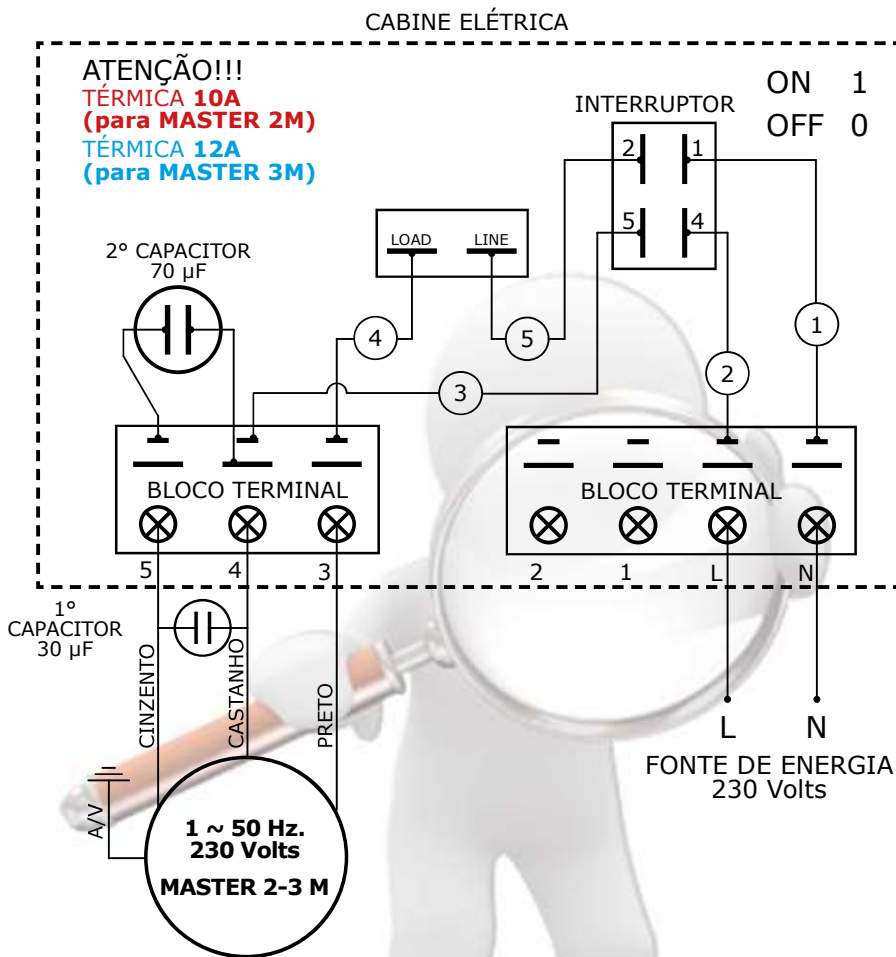 CABINE ELÉTRICA
ATENÇÃO!!!
TÉRMICA 10A
(para MASTER 2M)
TÉRMICA 12A
(para MASTER 3M)
ON 1
OFF 0
INTERRUPTOR
2 1
5 4
LOAD LINE
2° CAPACITOR
70 µF
4
5
1
3
2
BLOCO TERMINAL
5 4 3
BLOCO TERMINAL
2 1 L N
1°
CAPACITOR
30 µF
CINZENTO
CASTANHO
PRETO
A/V
L N
FONTE DE ENERGIA
230 Volts
1 ~ 50 Hz.
230 Volts
MASTER 2-3 M